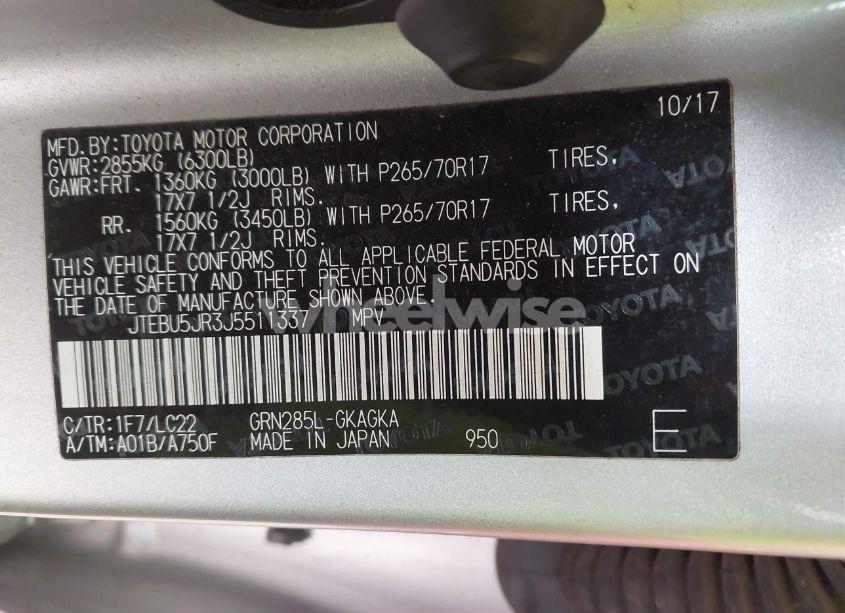 10/17
MFD.BY:TOYOTA MOTOR CORPORATION
GVWR:2855KG (6300LB)
GAWR:FRT. 1360KG (3000LB) WITH P265/70R17 TIRES,
17X7 1/2J RIMS.
RR. 1560KG (3450LB) WITH P265/70R17 TIRES,
17X7 1/2J RIMS.
THIS VEHICLE CONFORMS TO ALL APPLICABLE FEDERAL MOTOR
VEHICLE SAFETY AND THEFT PREVENTION STANDARDS IN EFFECT ON
THE DATE OF MANUFACTURE SHOWN ABOVE.
JTEBU5JR3J5511337 MPV
wheelwise
C/TR:1F7/LC22 GRN285L-GKAGKA
A/TM:A01B/A750F MADE IN JAPAN 950 E
TOYOTA